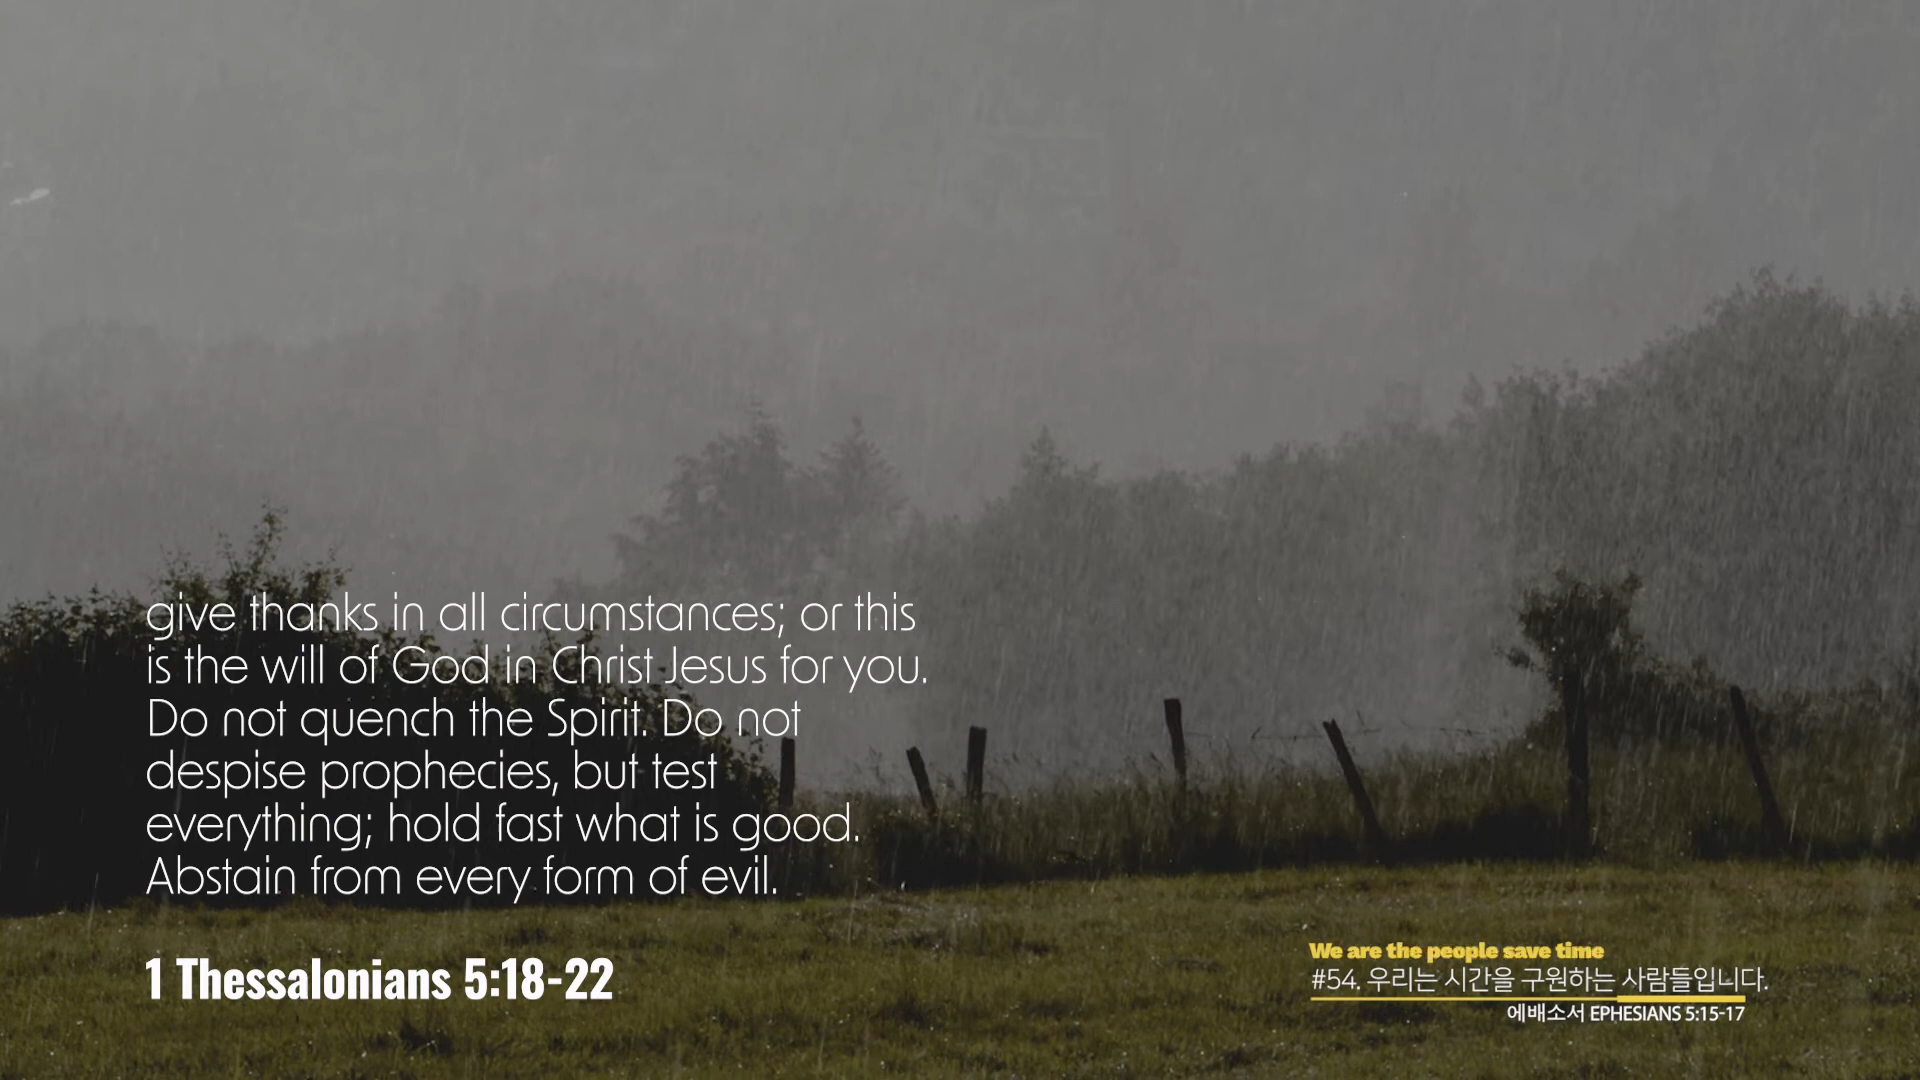 give thanks in all circumstances; or this
is the will of God in Christ Jesus for you.
Do not quench the Spirit. Do not
despise prophecies, but test
everything; hold fast what is good.
Abstain from every form of evil.
1 Thessalonians 5:18-22
We are the people save time
#54. 우리는 시간을 구원하는 사람들입니다.
에배소서 EPHESIANS 5:15-17